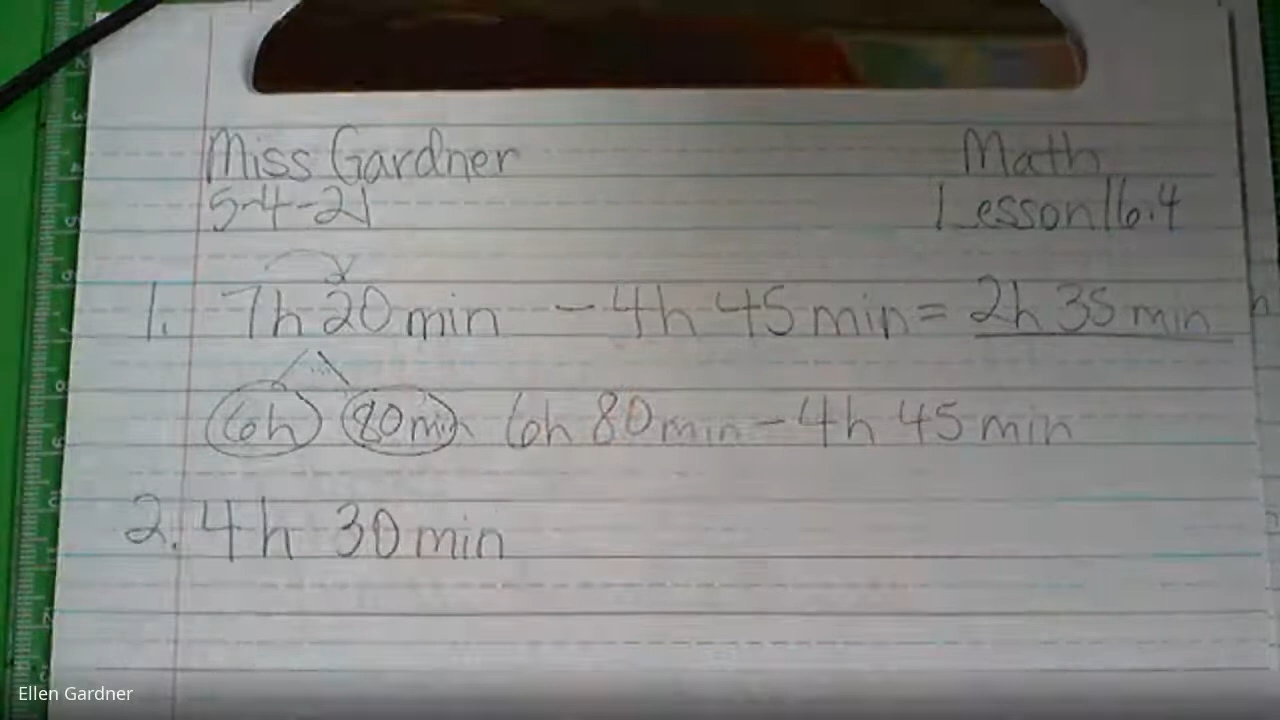 Miss Gardner Math
5-4-21 Lesson 16.4
1. 7h 20 min - 4h 45 min = 2h 35 min
6h 80 min 6h 80 min - 4h 45 min
2. 4h 30 min
Ellen Gardner